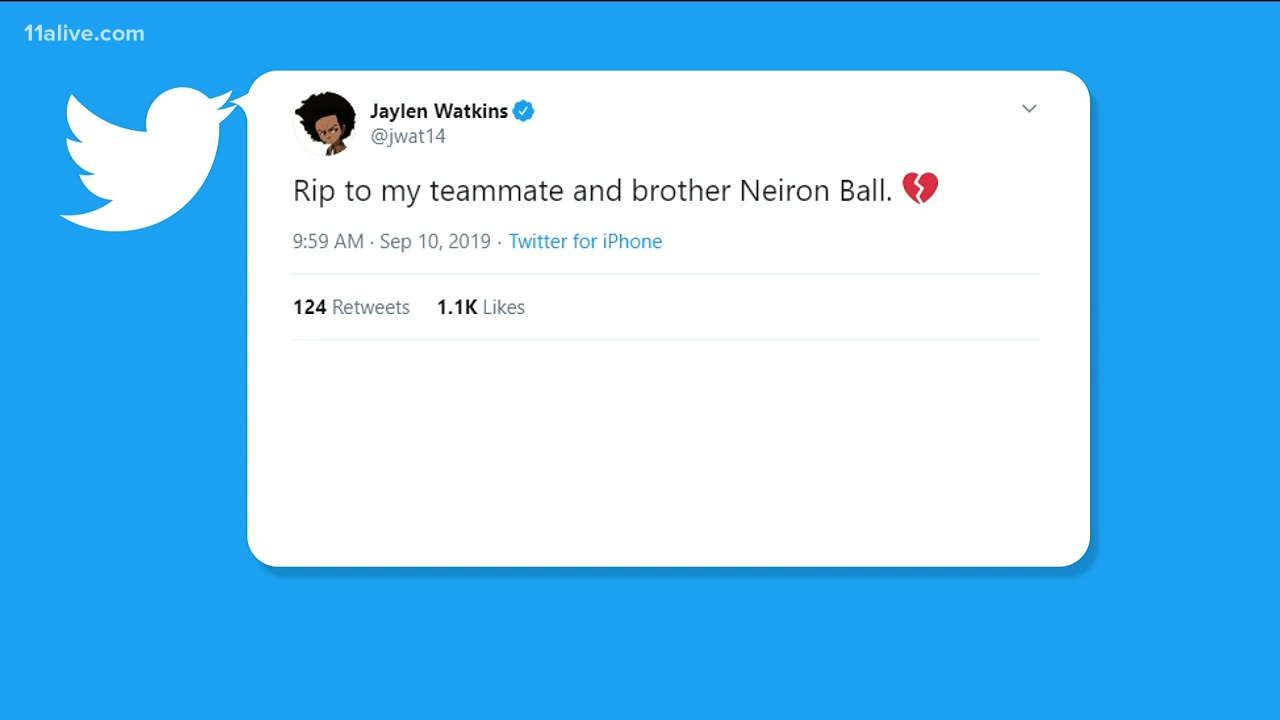 11alive.com
Jaylen Watkins
@jwat14
Rip to my teammate and brother Neiron Ball. 💔
9:59 AM · Sep 10, 2019 · Twitter for iPhone
124 Retweets 1.1K Likes